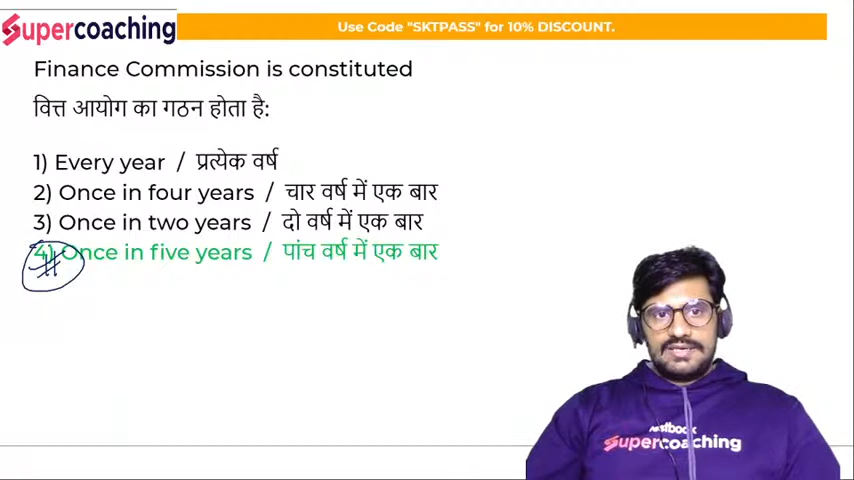 Supercoaching
Use Code "SKTPASS" for 10% DISCOUNT.
Finance Commission is constituted
वित्त आयोग का गठन होता है:
1) Every year / प्रत्येक वर्ष
2) Once in four years / चार वर्ष में एक बार
3) Once in two years / दो वर्ष में एक बार
4) Once in five years / पांच वर्ष में एक बार
testbook
Supercoaching